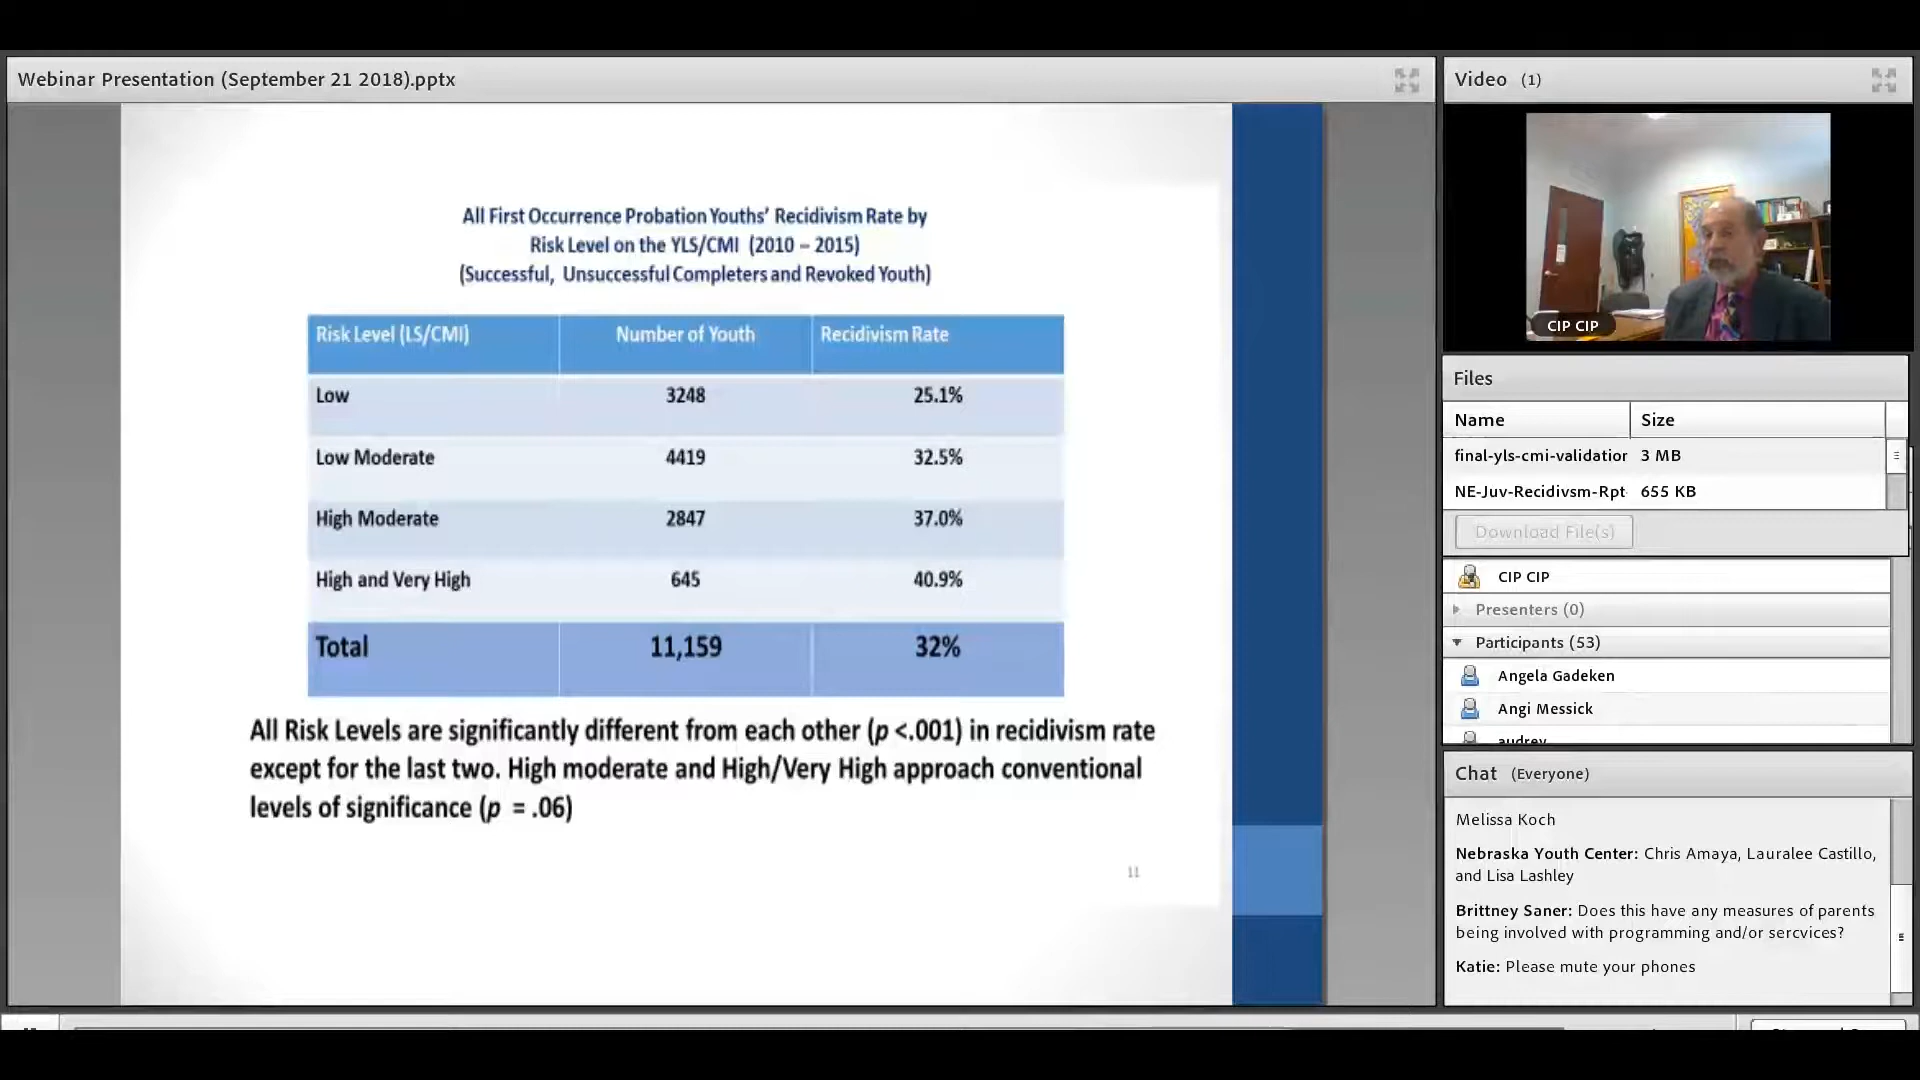 Webinar Presentation (September 21 2018).pptx
All First Occurrence Probation Youths' Recidivism Rate by
Risk Level on the YLS/CMI (2010 – 2015)
(Successful, Unsuccessful Completers and Revoked Youth)
Risk Level (LS/CMI) Number of Youth Recidivism Rate
Low 3248 25.1%
Low Moderate 4419 32.5%
High Moderate 2847 37.0%
High and Very High 645 40.9%
Total 11,159 32%
All Risk Levels are significantly different from each other (p <.001) in recidivism rate
except for the last two. High moderate and High/Very High approach conventional
levels of significance (p = .06)
11
Video (1)
CIP CIP
Files
Name Size
final-yls-cmi-validation 3 MB
NE-Juv-Recidivsm-Rpt- 655 KB
Download File(s)
CIP CIP
Presenters (0)
Participants (53)
Angela Gadeken
Angi Messick
audrey
Chat (Everyone)
Melissa Koch
Nebraska Youth Center: Chris Amaya, Lauralee Castillo,
and Lisa Lashley
Brittney Saner: Does this have any measures of parents
being involved with programming and/or sercvices?
Katie: Please mute your phones